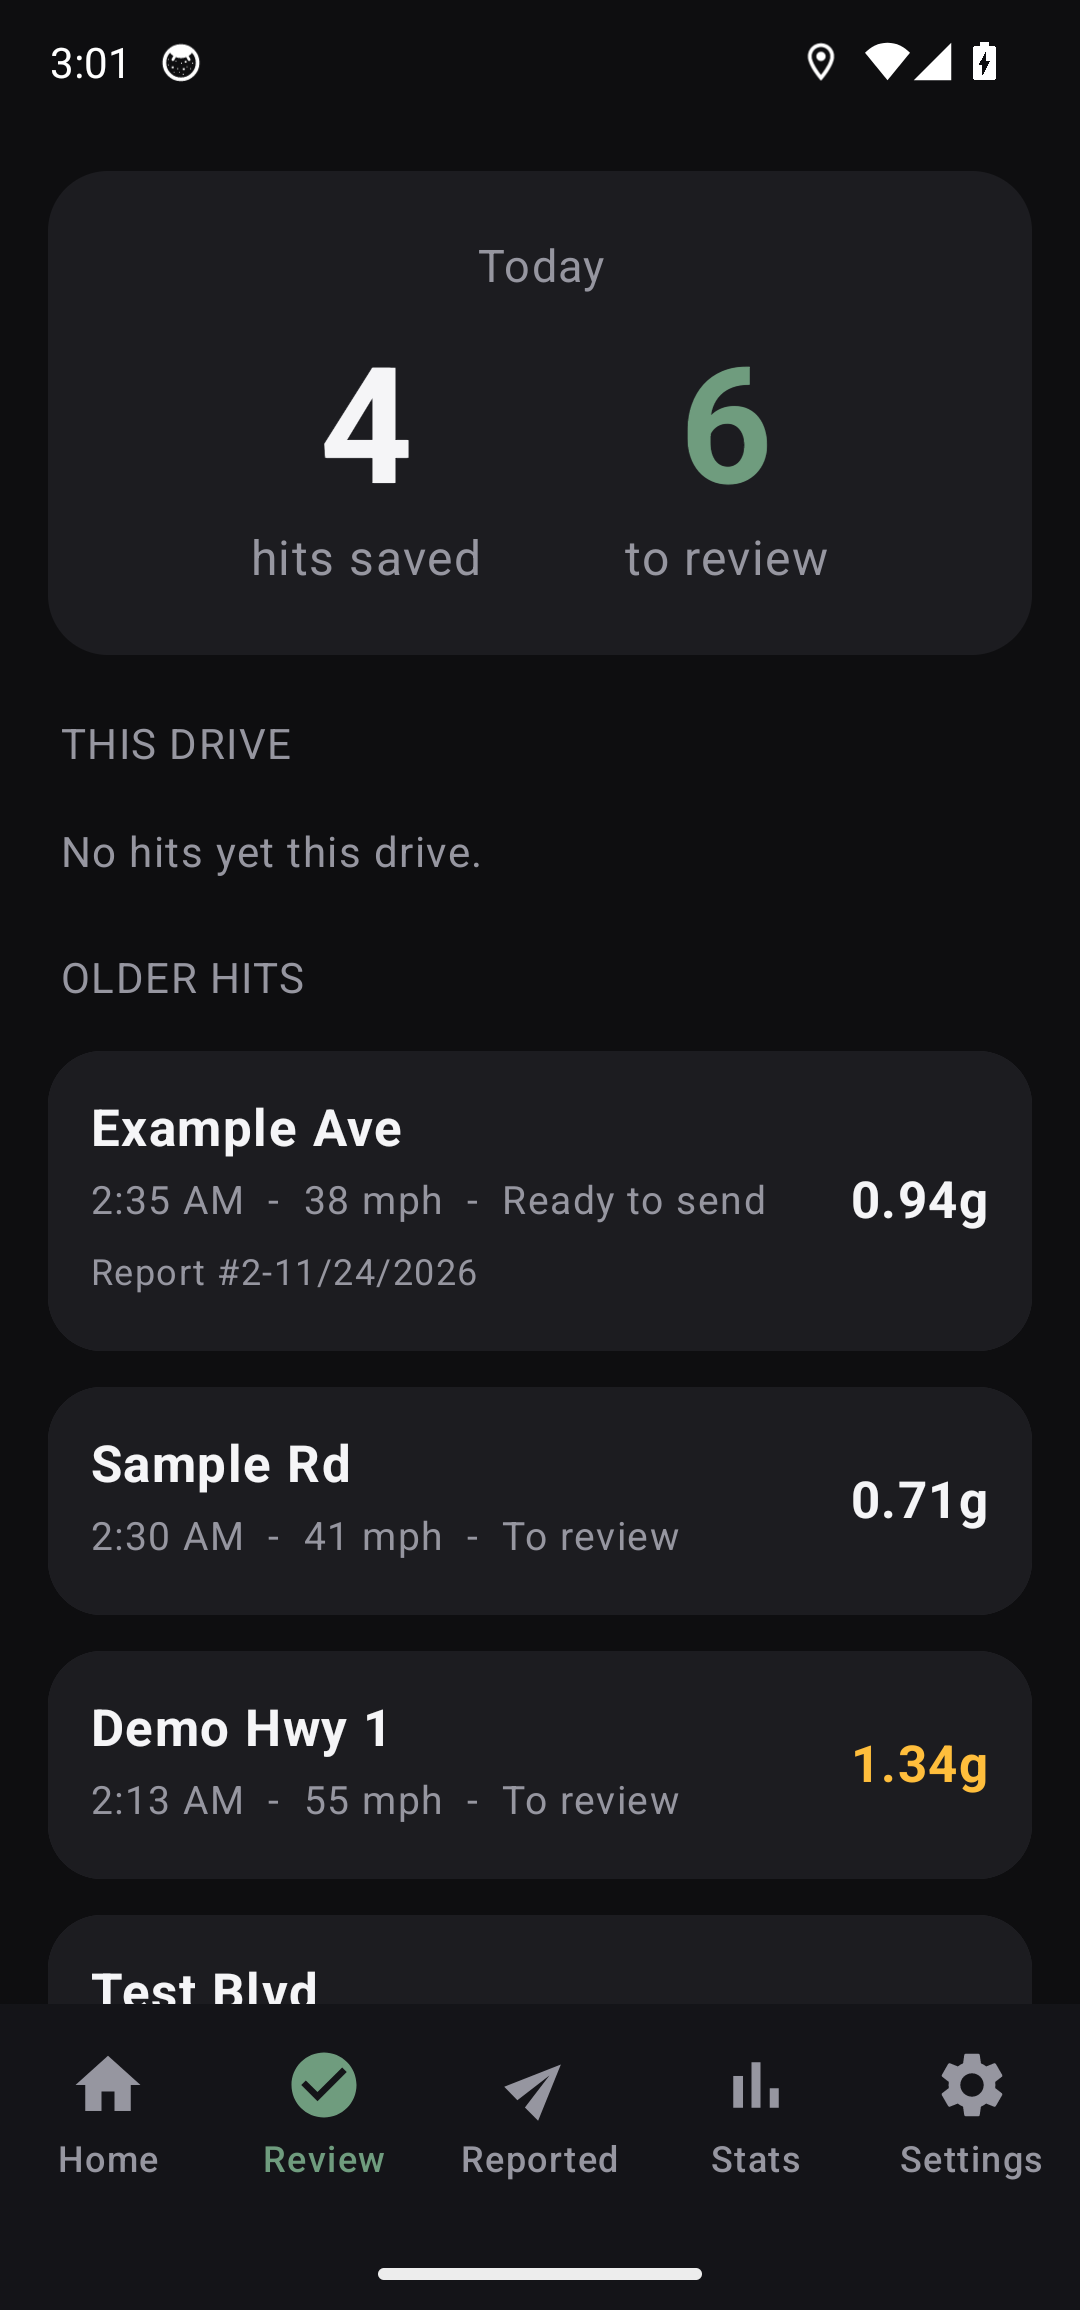 3:01
Today
4 6
hits saved to review
THIS DRIVE
No hits yet this drive.
OLDER HITS
Example Ave
2:35 AM - 38 mph - Ready to send
0.94g
Report #2-11/24/2026
Sample Rd
2:30 AM - 41 mph - To review
0.71g
Demo Hwy 1
2:13 AM - 55 mph - To review
1.34g
Test Blvd
Home Review Reported Stats Settings